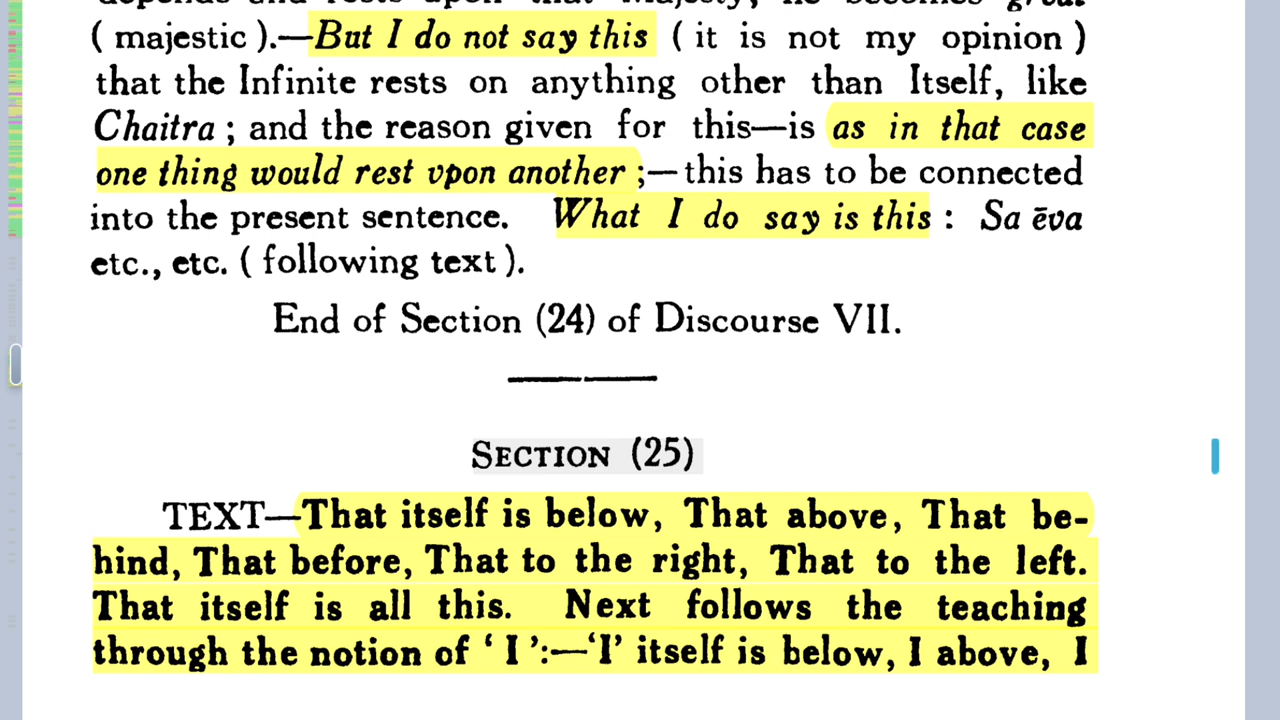 ( majestic ).—But I do not say this ( it is not my opinion )
that the Infinite rests on anything other than Itself, like
Chaitra ; and the reason given for this—is as in that case
one thing would rest vpon another ;—this has to be connected
into the present sentence. What I do say is this : Sa ēva
etc., etc. ( following text ).
End of Section (24) of Discourse VII.
SECTION (25)
TEXT—That itself is below, That above, That be-
hind, That before, That to the right, That to the left.
That itself is all this. Next follows the teaching
through the notion of ‘ I ’:—‘I’ itself is below, I above, I